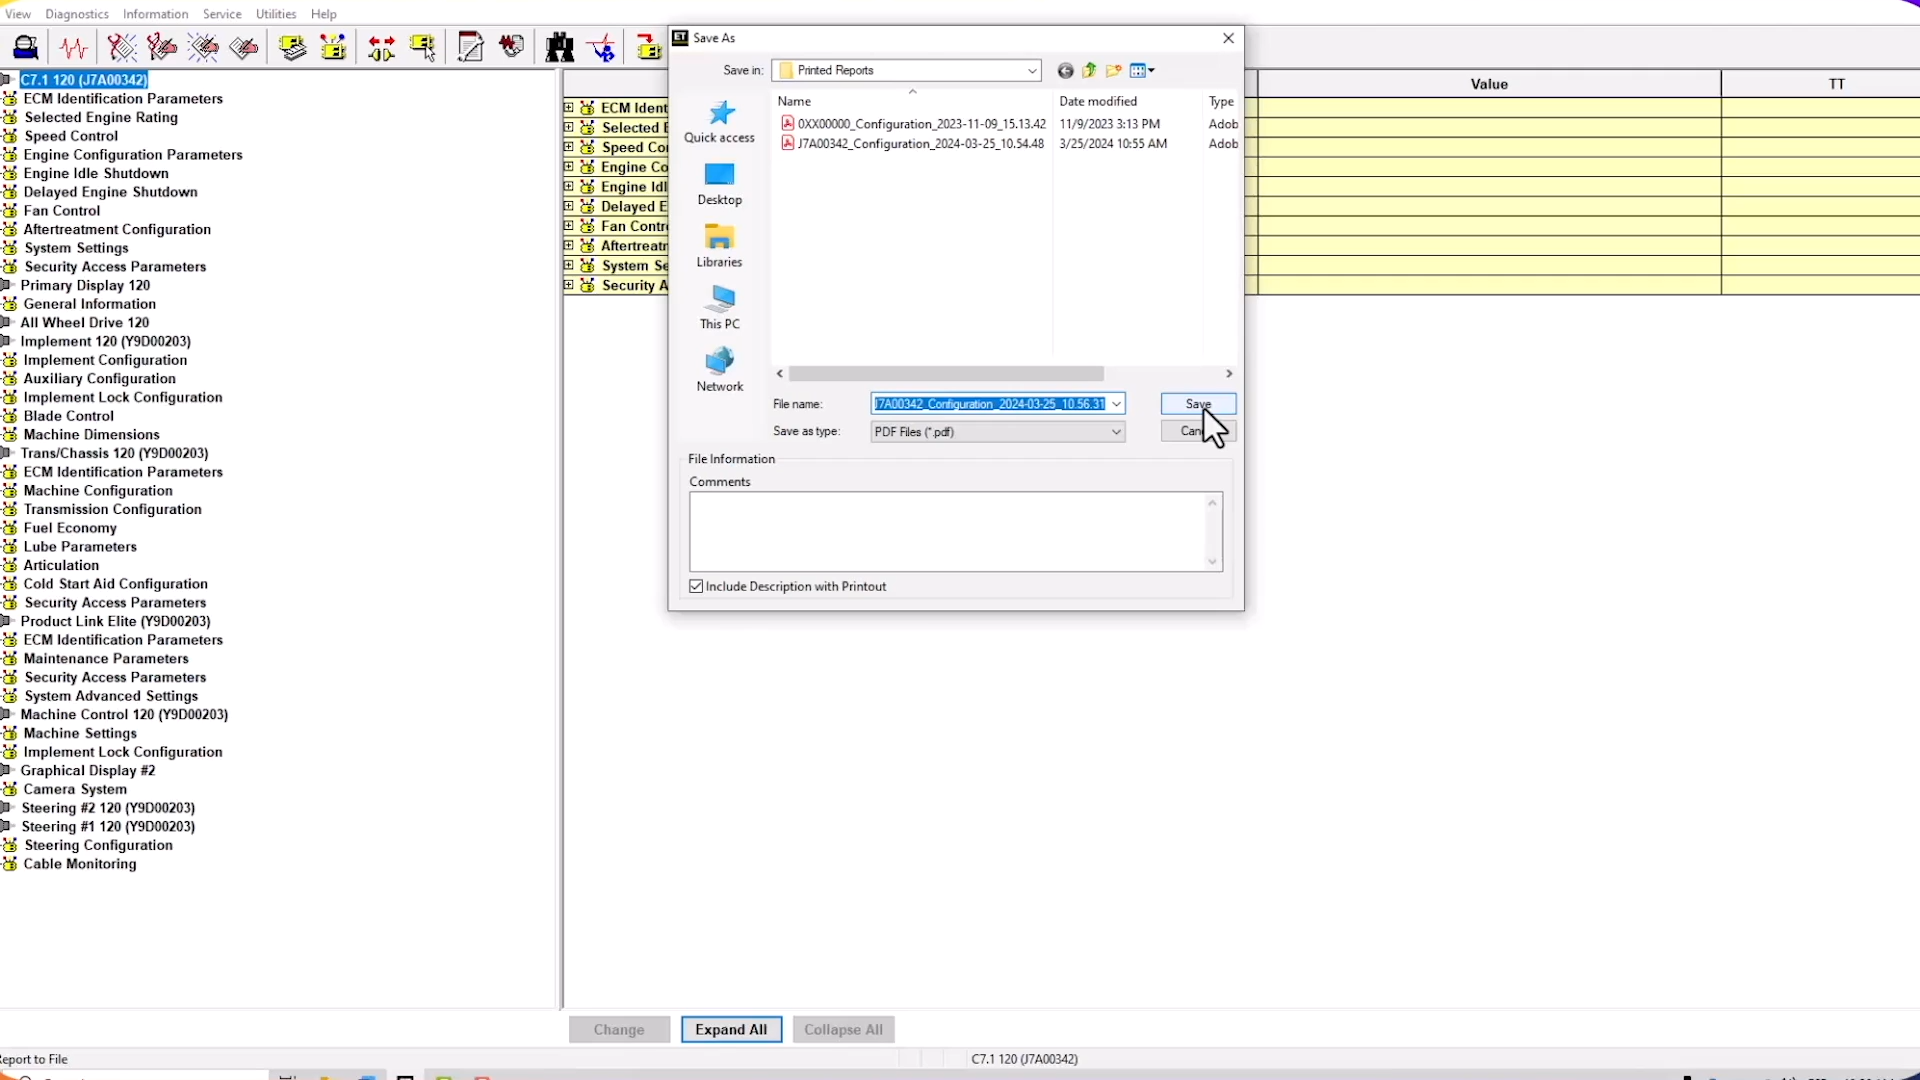 View Diagnostics Information Service Utilities Help
C7.1 120 (J7A00342)
ECM Identification Parameters
Selected Engine Rating
Speed Control
Engine Configuration Parameters
Engine Idle Shutdown
Delayed Engine Shutdown
Fan Control
Aftertreatment Configuration
System Settings
Security Access Parameters
Primary Display 120
General Information
All Wheel Drive 120
Implement 120 (Y9D00203)
Implement Configuration
Auxiliary Configuration
Implement Lock Configuration
Blade Control
Machine Dimensions
Trans/Chassis 120 (Y9D00203)
ECM Identification Parameters
Machine Configuration
Transmission Configuration
Fuel Economy
Lube Parameters
Articulation
Cold Start Aid Configuration
Security Access Parameters
Product Link Elite (Y9D00203)
ECM Identification Parameters
Maintenance Parameters
Security Access Parameters
System Advanced Settings
Machine Control 120 (Y9D00203)
Machine Settings
Implement Lock Configuration
Graphical Display #2
Camera System
Steering #2 120 (Y9D00203)
Steering #1 120 (Y9D00203)
Steering Configuration
Cable Monitoring
Value TT
ECM Ident
Selected E
Speed Co
Engine Co
Engine Idl
Delayed E
Fan Contr
Aftertreatm
System Se
Security A
ET Save As
Save in: Printed Reports
Quick access
Desktop
Libraries
This PC
Network
Name Date modified Type
0XX00000_Configuration_2023-11-09_15.13.42 11/9/2023 3:13 PM Adob
J7A00342_Configuration_2024-03-25_10.54.48 3/25/2024 10:55 AM Adob
File name: J7A00342_Configuration_2024-03-25_10.56.31 Save
Save as type: PDF Files (*.pdf) Can
File Information
Comments
Include Description with Printout
Change Expand All Collapse All
eport to File C7.1 120 (J7A00342)